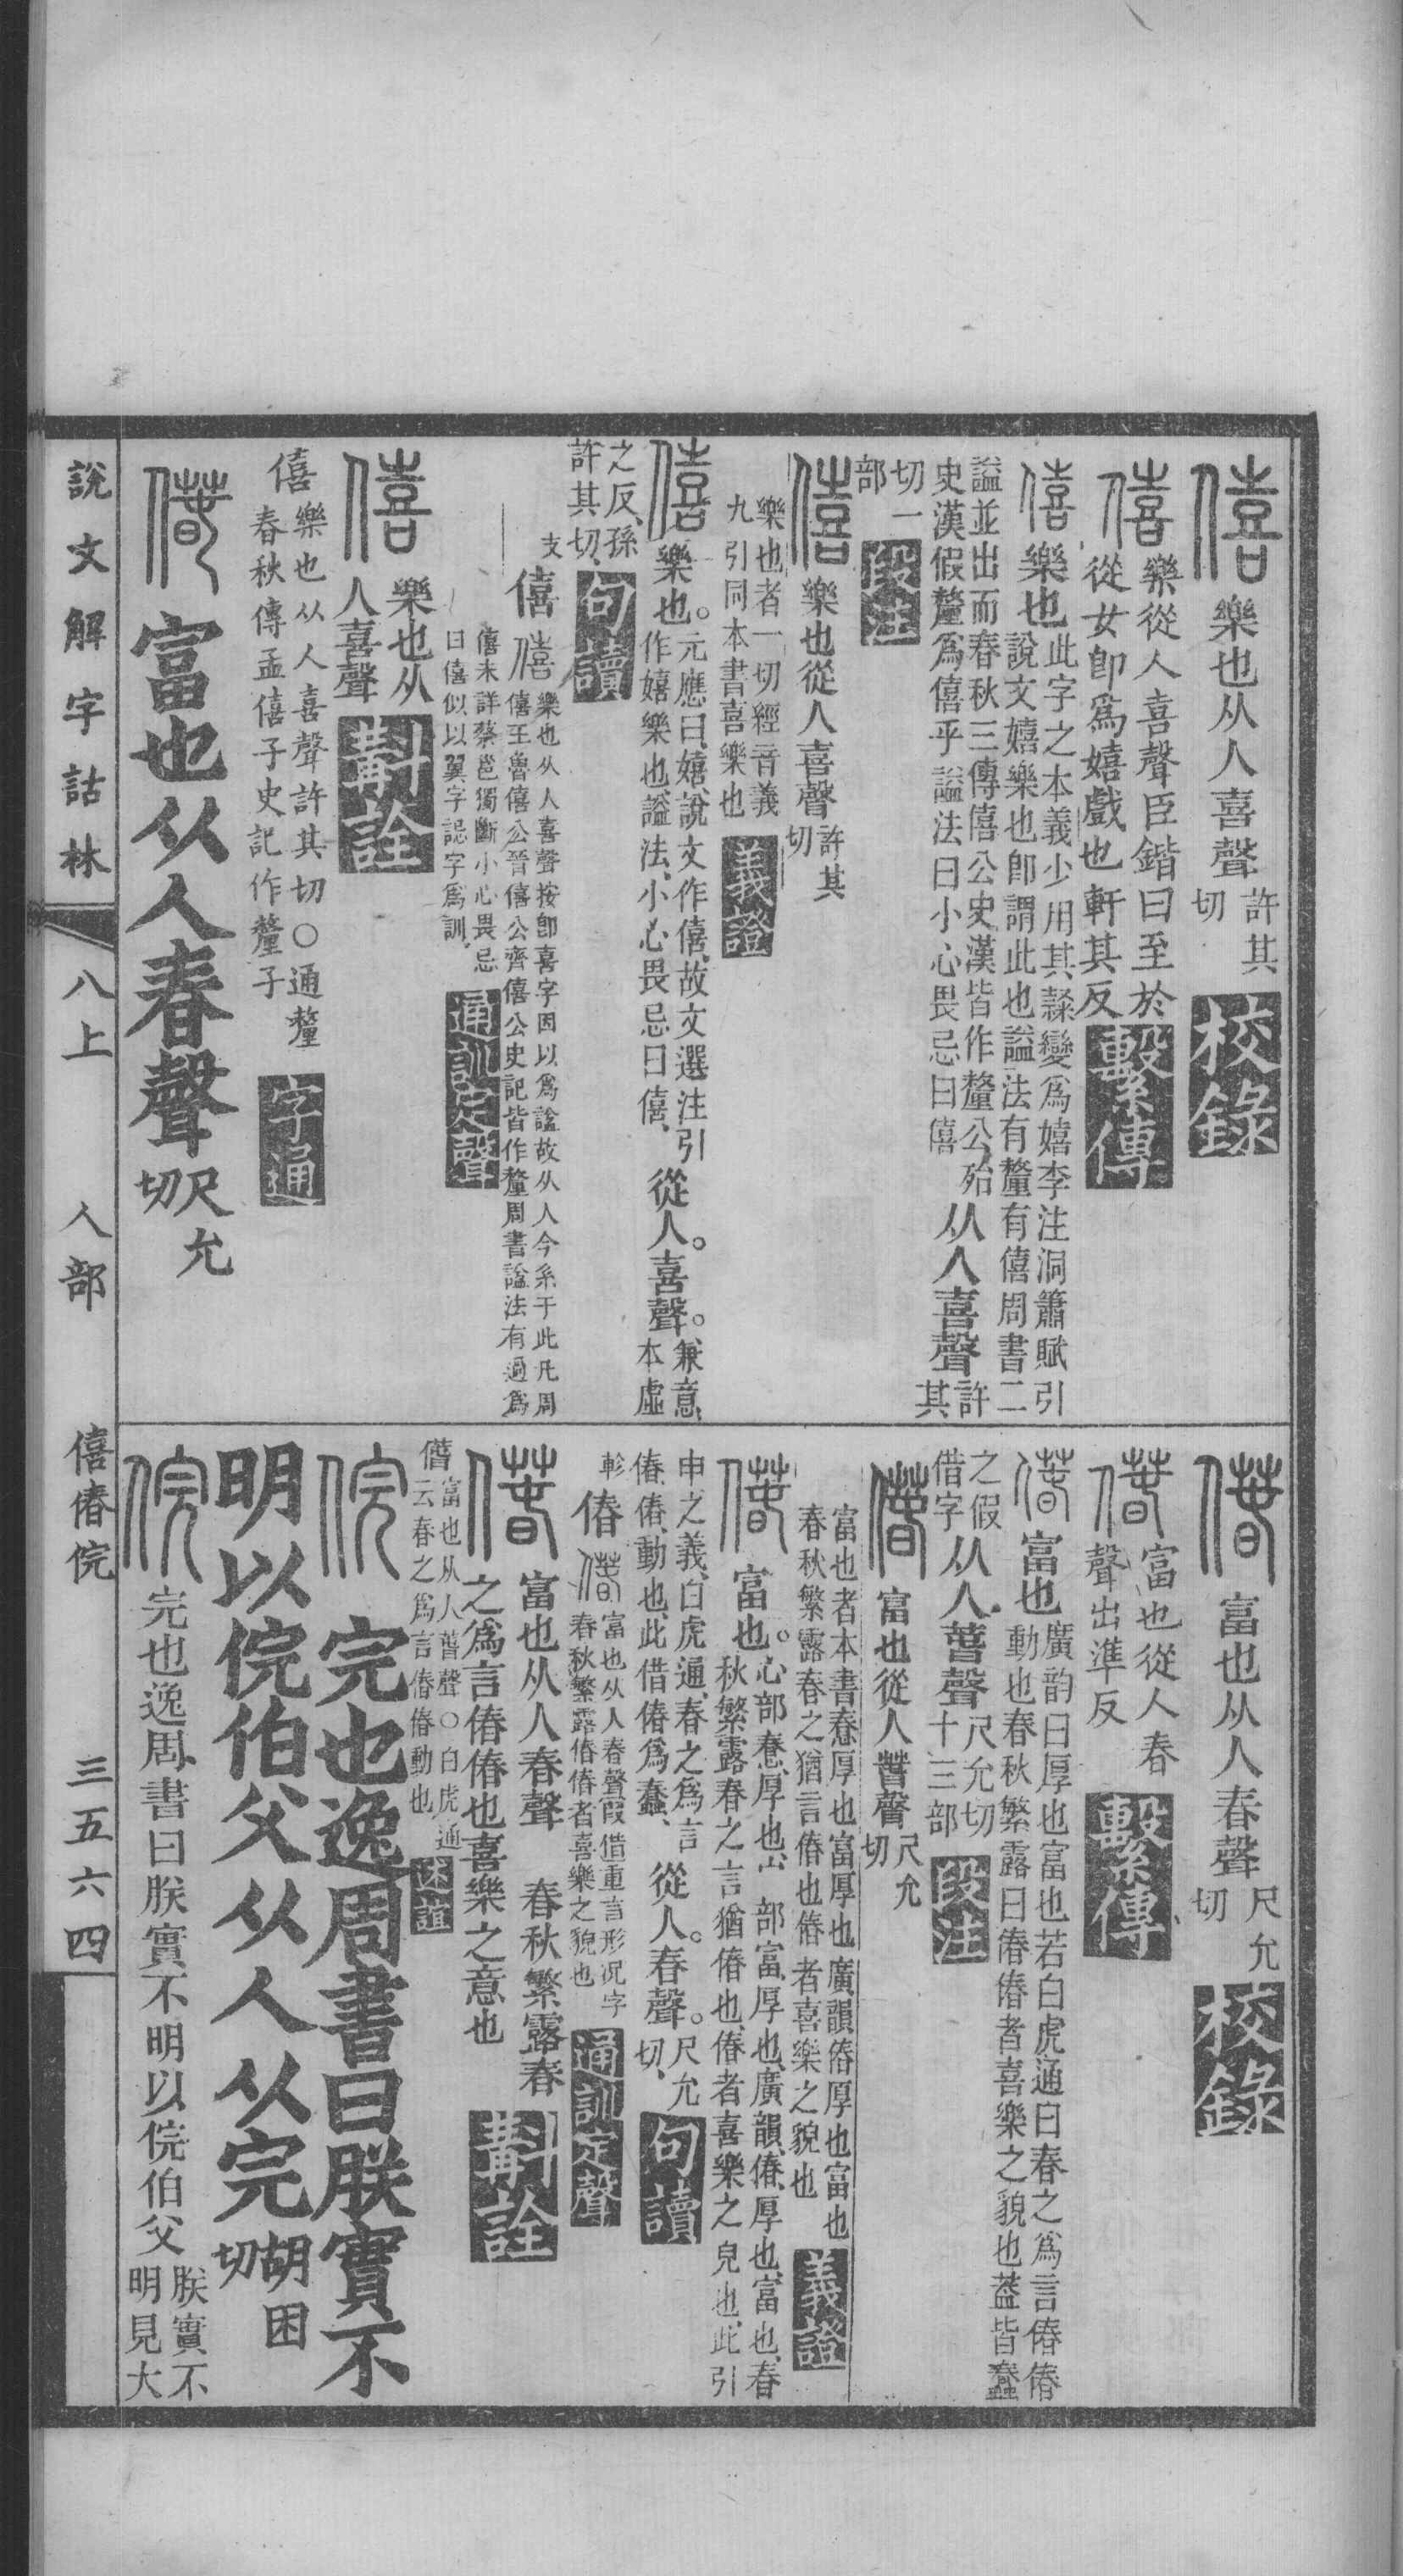 僖 樂也从人喜聲 許其切 校錄
僖 樂從人喜聲臣鍇曰至於
從女卽爲嬉戲也軒其反 繫傳
僖 樂也 此字之本義少用其隸變爲嬉李注洞簫賦引
說文嬉樂也卽謂此也謚法有釐有僖周書二
謚並出而春秋三傳僖公史漢皆作釐公殆
史漢假釐爲僖乎謚法曰小心畏忌曰僖 从人喜聲 許其
切一部 段注
僖 樂也從人喜聲 許其切
樂也者一切經音義
九引同本書喜樂也 義證
僖 樂也。 元應曰嬉說文作僖故文選注引
作嬉樂也謚法小心畏忌曰僖、 從人。喜聲。 兼意、本虛
之反、孫許其切、 句讀
支 僖 僖 樂也从人喜聲按卽喜字因以爲諡故从人今系于此凡周
僖王魯僖公晉僖公齊僖公史記皆作釐周書諡法有過爲
僖未詳蔡邕獨斷小心畏忌
曰僖似以翼字誋字爲訓、 通訓定聲
僖 樂也从
人喜聲 斠詮
僖 樂也从人喜聲許其切○通釐
春秋傳孟僖子史記作釐子 字通
偆 富也从人春聲 尺允切
說文解字詁林 八上 人部 僖偆俒 三五六四
偆 富也从人春聲 尺允切 校錄
偆 富也從人春
聲出準反 繫傳
偆 富也 廣韵曰厚也富也若白虎通曰春之爲言偆偆
動也春秋繁露曰偆偆者喜樂之貌也葢皆蠢
之假借字 从人萅聲 尺允切十三部 段注
偆 富也從人萅聲 尺允切
富也者本書惷厚也富厚也廣韻偆厚也富也
春秋繁露春之猶言偆也偆者喜樂之貌也 義證
偆 富也。 心部惷厚也宀部富、厚也、廣韻偆、厚也、富也、春
秋繁露春之言猶偆也、偆者喜樂之皃也、此引
申之義、白虎通、春之爲言
偆、偆、動也、此借偆爲蠢、 從人。春聲。 尺允切、 句讀
軫 偆 偆 富也从人春聲叚借重言形況字
春秋繁露偆偆者喜樂之貌也 通訓定聲
偆 富也从人春聲 春秋繁露春
之爲言偆偆也喜樂之意也 斠詮
偆 富也从人萅聲○白虎通
云春之爲言偆偆動也 疏誼
俒 完也逸周書曰朕實不
明以俒伯父从人从完 胡困切
俒 完也逸周書曰朕實不明以俒伯父 朕實不
明見大